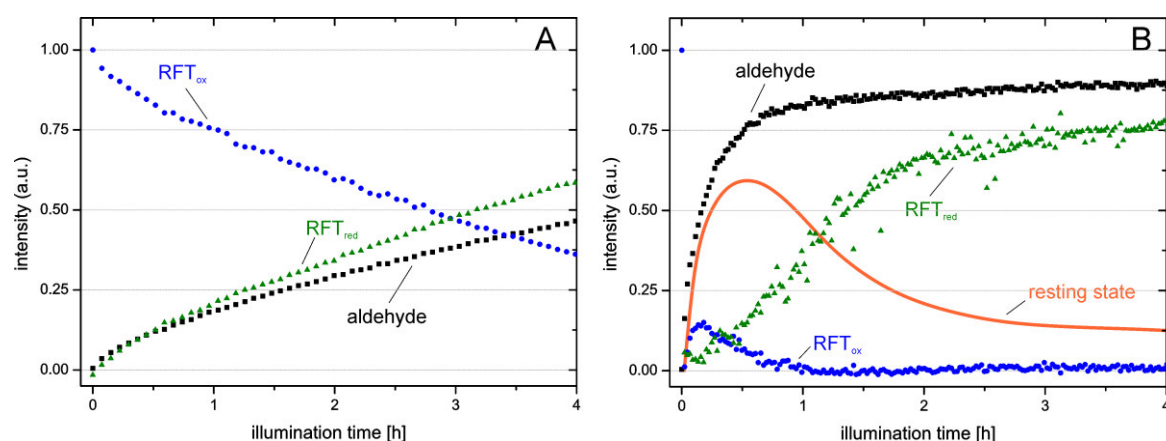 A
1.00
0.75
0.50
0.25
0.00
intensity (a.u.)
RFTox
RFTred
aldehyde
0
1
2
3
4
illumination time [h]
B
1.00
0.75
0.50
0.25
0.00
intensity (a.u.)
aldehyde
RFTred
resting state
RFTox
0
1
2
3
4
illumination time [h]